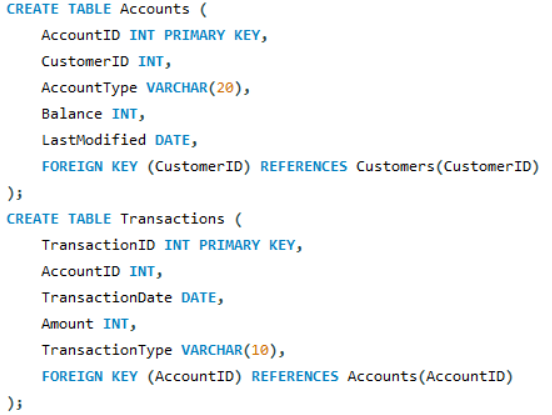 CREATE TABLE Accounts (
    AccountID INT PRIMARY KEY,
    CustomerID INT,
    AccountType VARCHAR(20),
    Balance INT,
    LastModified DATE,
    FOREIGN KEY (CustomerID) REFERENCES Customers(CustomerID)
);
CREATE TABLE Transactions (
    TransactionID INT PRIMARY KEY,
    AccountID INT,
    TransactionDate DATE,
    Amount INT,
    TransactionType VARCHAR(10),
    FOREIGN KEY (AccountID) REFERENCES Accounts(AccountID)
);